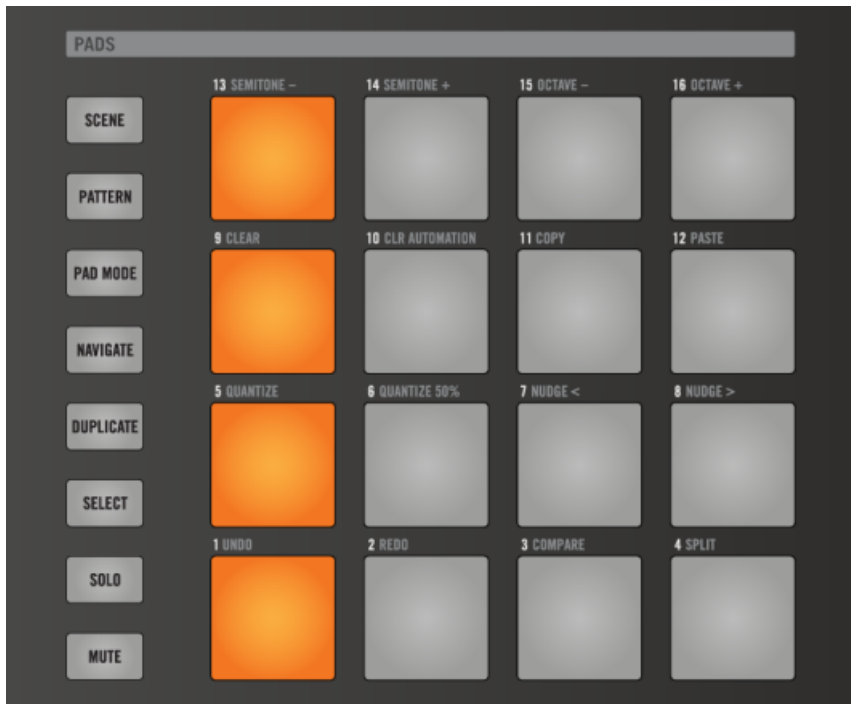 PADS
13 SEMITONE –
14 SEMITONE +
15 OCTAVE –
16 OCTAVE +
SCENE
PATTERN
9 CLEAR
10 CLR AUTOMATION
11 COPY
12 PASTE
PAD MODE
NAVIGATE
5 QUANTIZE
6 QUANTIZE 50%
7 NUDGE <
8 NUDGE >
DUPLICATE
SELECT
1 UNDO
2 REDO
3 COMPARE
4 SPLIT
SOLO
MUTE